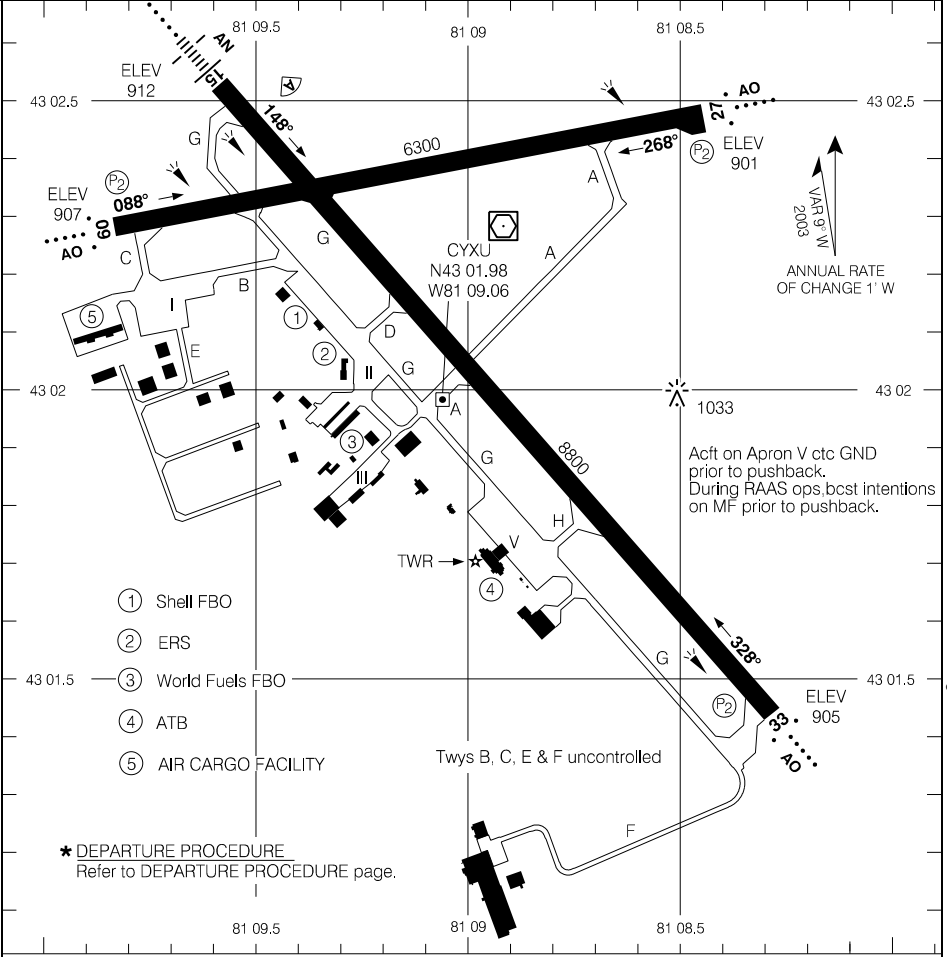 81 09.5
81 09
81 08.5
AN
15
ELEV
912
A
43 02.5
43 02.5
148°
AO
27
G
6300
268°
ELEV
901
P2
P2
088°
ELEV
907
09
AO
A
VAR 9° W
2003
C
G
CYXU
N43 01.98
W81 09.06
A
ANNUAL RATE
OF CHANGE 1' W
B
I
5
1
D
E
2
II
G
43 02
43 02
A
1033
3
G
8800
Acft on Apron V ctc GND
prior to pushback.
During RAAS ops,bcst intentions
on MF prior to pushback.
III
H
V
TWR
4
1 Shell FBO
2 ERS
3 World Fuels FBO
4 ATB
5 AIR CARGO FACILITY
328°
G
43 01.5
43 01.5
P2
ELEV
905
33
AO
Twys B, C, E & F uncontrolled
F
* DEPARTURE PROCEDURE
Refer to DEPARTURE PROCEDURE page.
81 09.5
81 09
81 08.5